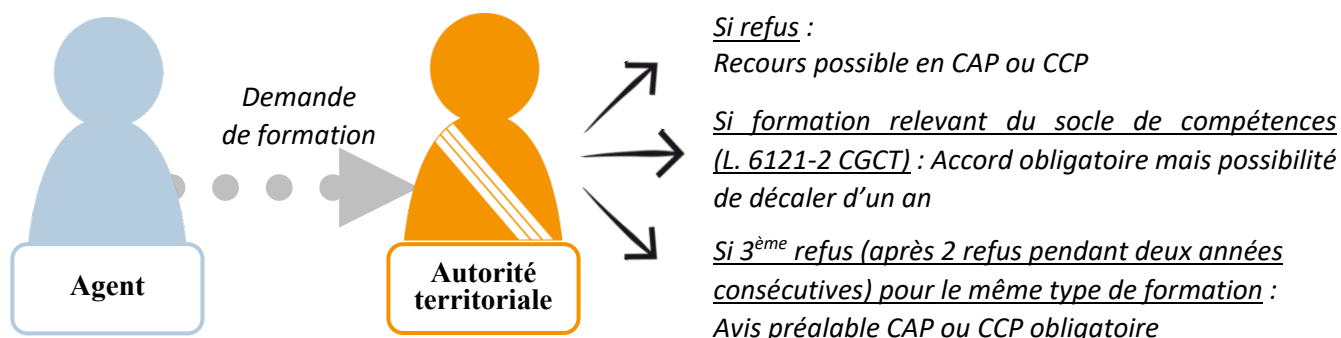 Demande
de formation
Agent
Autorité
territoriale
Si refus :
Recours possible en CAP ou CCP
Si formation relevant du socle de compétences
(L. 6121-2 CGCT) : Accord obligatoire mais possibilité
de décaler d’un an
Si 3ème refus (après 2 refus pendant deux années
consécutives) pour le même type de formation :
Avis préalable CAP ou CCP obligatoire